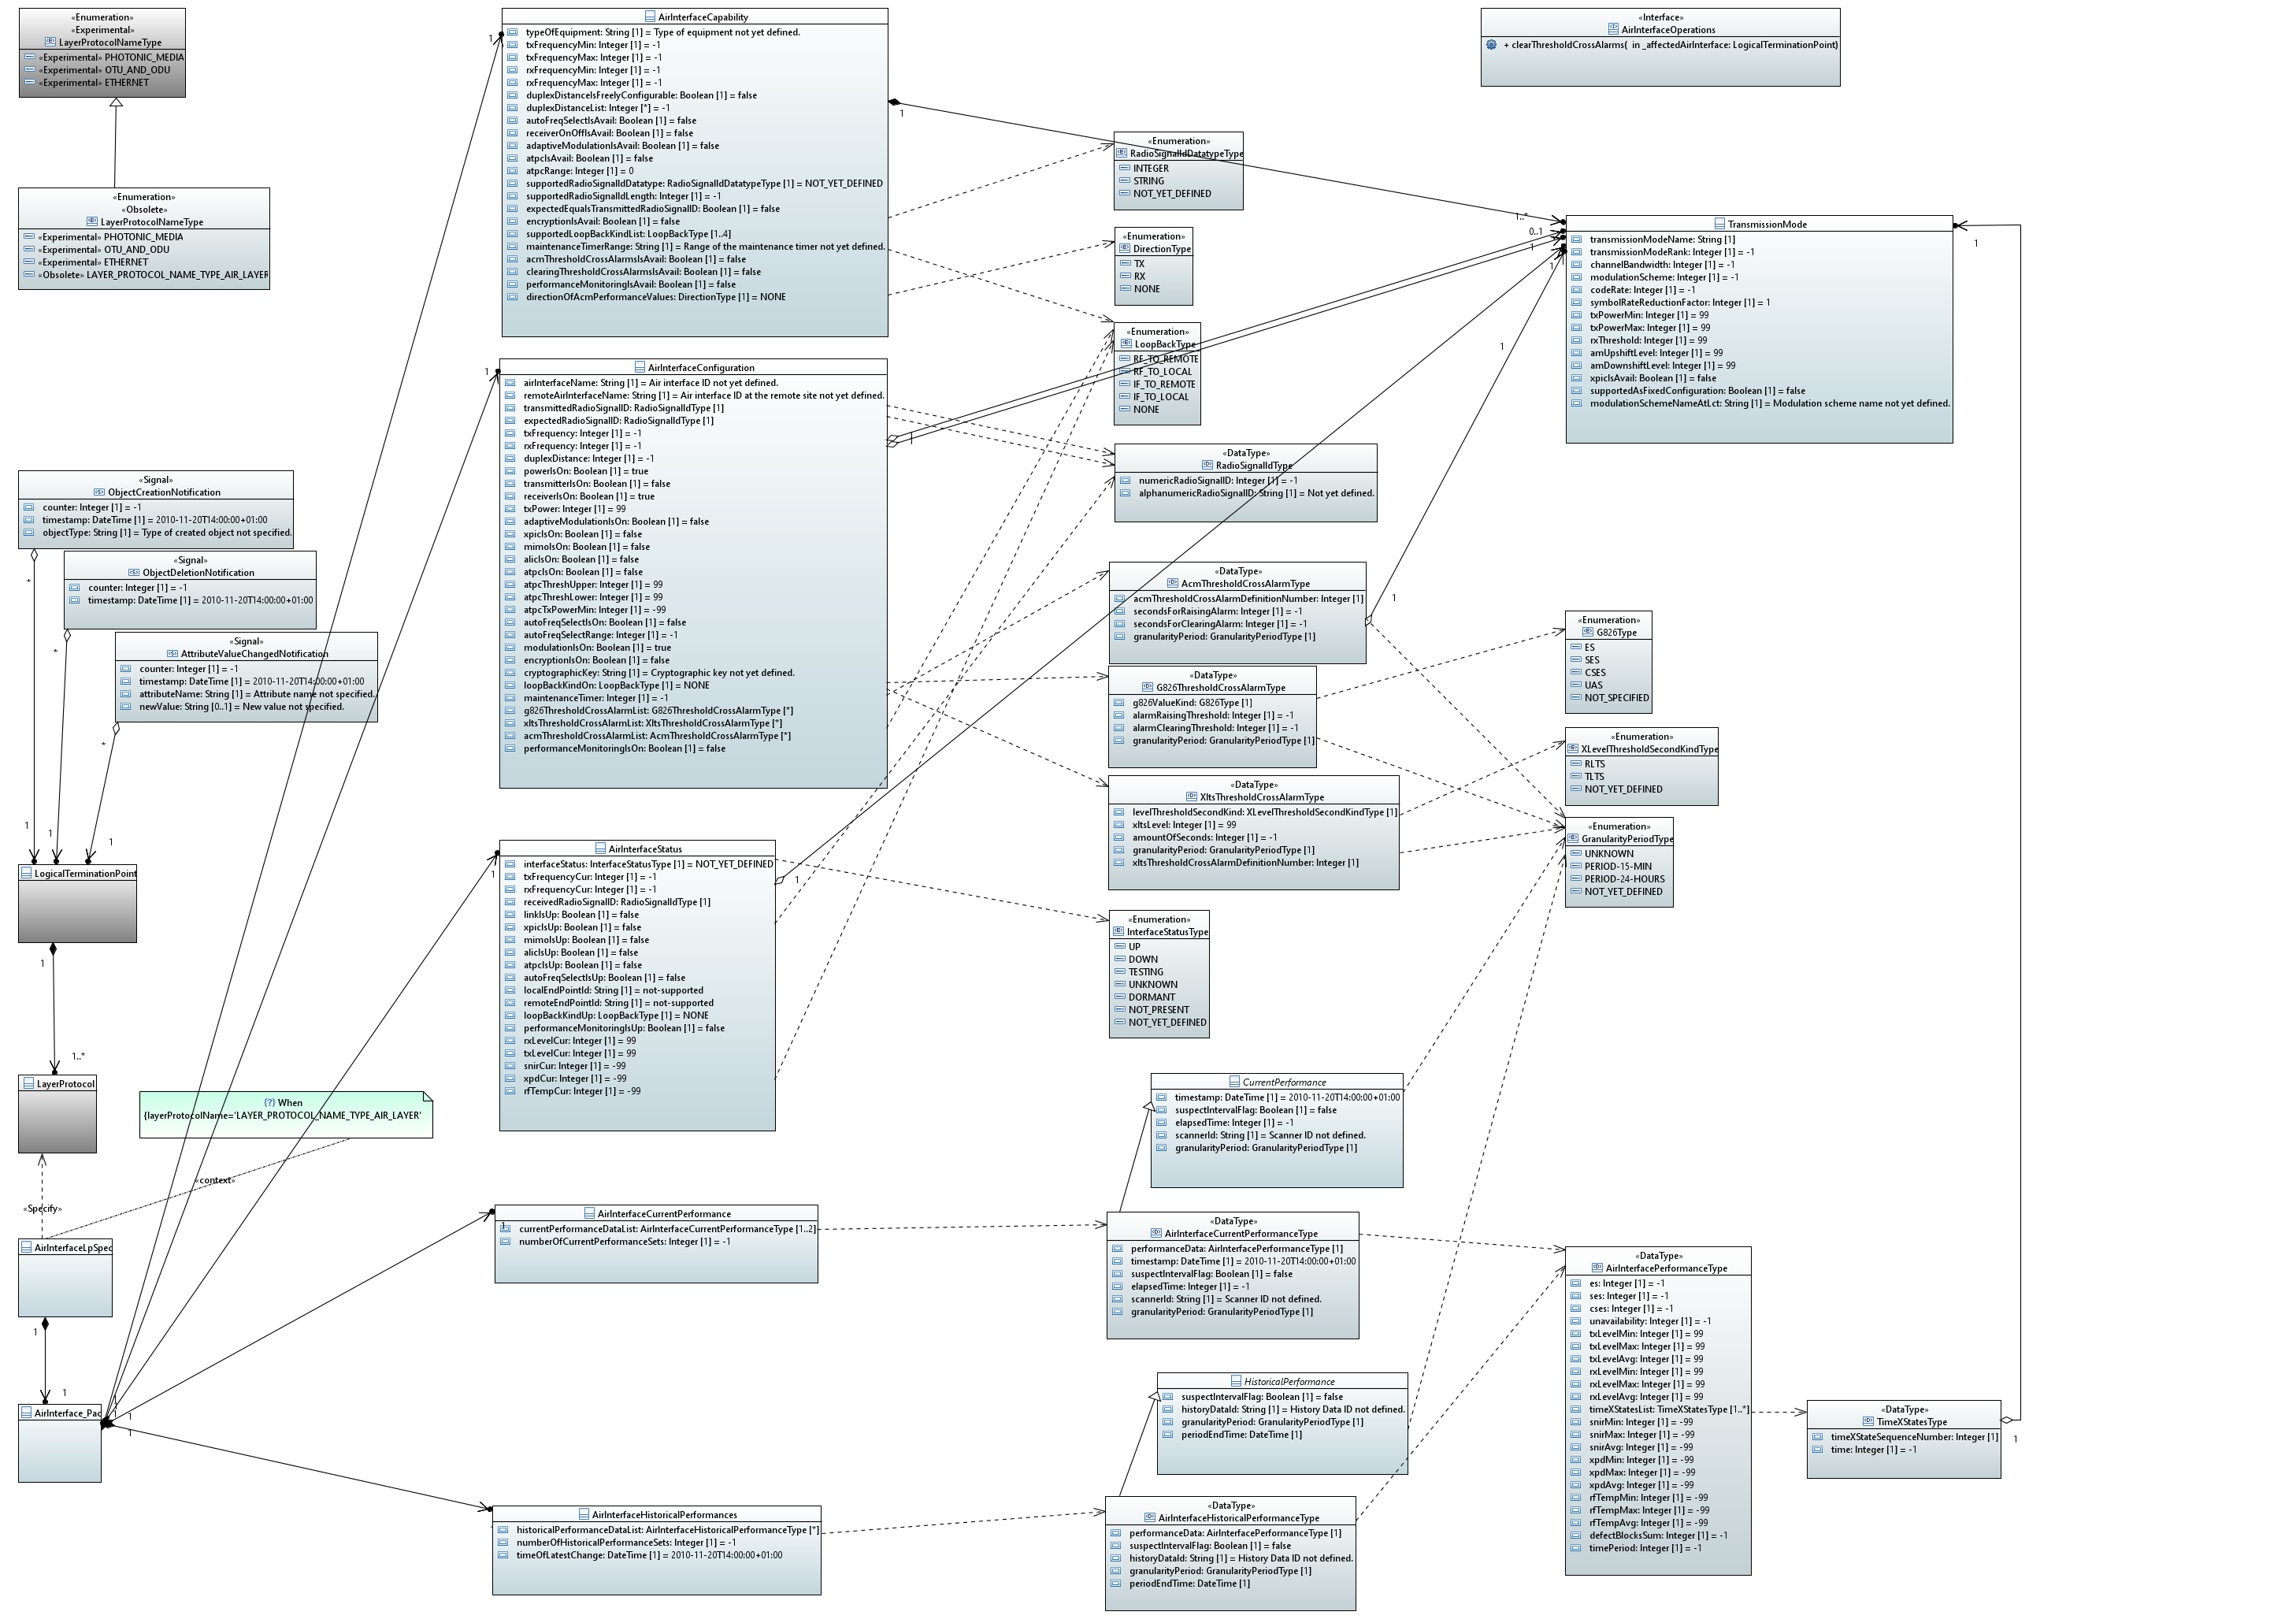 «Enumeration»
«Experimental»
LayerProtocolNameType
«Experimental» PHOTONIC_MEDIA
«Experimental» OTU_AND_ODU
«Experimental» ETHERNET
«Enumeration»
«Obsolete»
LayerProtocolNameType
«Experimental» PHOTONIC_MEDIA
«Experimental» OTU_AND_ODU
«Experimental» ETHERNET
«Obsolete» LAYER_PROTOCOL_NAME_TYPE_AIR_LAYER
«Signal»
ObjectCreationNotification
counter: Integer [1] = -1
timestamp: DateTime [1] = 2010-11-20T14:00:00+01:00
objectType: String [1] = Type of created object not specified.
«Signal»
ObjectDeletionNotification
counter: Integer [1] = -1
timestamp: DateTime [1] = 2010-11-20T14:00:00+01:00
«Signal»
AttributeValueChangedNotification
counter: Integer [1] = -1
timestamp: DateTime [1] = 2010-11-20T14:00:00+01:00
attributeName: String [1] = Attribute name not specified.
newValue: String [0..1] = New value not specified.
*
*
*
1
1
1
LogicalTerminationPoint
1
1..*
LayerProtocol
{?} When
{layerProtocolName='LAYER_PROTOCOL_NAME_TYPE_AIR_LAYER'
«context»
«Specify»
AirInterfaceLpSpec
1
1
AirInterface_Pac
1
1
1
AirInterfaceCapability
typeOfEquipment: String [1] = Type of equipment not yet defined.
txFrequencyMin: Integer [1] = -1
txFrequencyMax: Integer [1] = -1
rxFrequencyMin: Integer [1] = -1
rxFrequencyMax: Integer [1] = -1
duplexDistanceIsFreelyConfigurable: Boolean [1] = false
duplexDistanceList: Integer [*] = -1
autoFreqSelectIsAvail: Boolean [1] = false
receiverOnOffIsAvail: Boolean [1] = false
adaptiveModulationIsAvail: Boolean [1] = false
atpcIsAvail: Boolean [1] = false
atpcRange: Integer [1] = 0
supportedRadioSignalIdDatatype: RadioSignalIdDatatypeType [1] = NOT_YET_DEFINED
supportedRadioSignalIdLength: Integer [1] = -1
expectedEqualsTransmittedRadioSignalID: Boolean [1] = false
encryptionIsAvail: Boolean [1] = false
supportedLoopBackKindList: LoopBackType [1..4]
maintenanceTimerRange: String [1] = Range of the maintenance timer not yet defined.
acmThresholdCrossAlarmsIsAvail: Boolean [1] = false
clearingThresholdCrossAlarmsIsAvail: Boolean [1] = false
performanceMonitoringIsAvail: Boolean [1] = false
directionOfAcmPerformanceValues: DirectionType [1] = NONE
1
1
AirInterfaceConfiguration
airInterfaceName: String [1] = Air interface ID not yet defined.
remoteAirInterfaceName: String [1] = Air interface ID at the remote site not yet defined.
transmittedRadioSignalID: RadioSignalIdType [1]
expectedRadioSignalID: RadioSignalIdType [1]
txFrequency: Integer [1] = -1
rxFrequency: Integer [1] = -1
duplexDistance: Integer [1] = -1
powerIsOn: Boolean [1] = true
transmitterIsOn: Boolean [1] = false
receiverIsOn: Boolean [1] = true
txPower: Integer [1] = 99
adaptiveModulationIsOn: Boolean [1] = false
xpicIsOn: Boolean [1] = false
mimoIsOn: Boolean [1] = false
alicIsOn: Boolean [1] = false
atpcIsOn: Boolean [1] = false
atpcThreshUpper: Integer [1] = 99
atpcThreshLower: Integer [1] = 99
atpcTxPowerMin: Integer [1] = -99
autoFreqSelectIsOn: Boolean [1] = false
autoFreqSelectRange: Integer [1] = -1
modulationIsOn: Boolean [1] = true
encryptionIsOn: Boolean [1] = false
cryptographicKey: String [1] = Cryptographic key not yet defined.
loopBackKindOn: LoopBackType [1] = NONE
maintenanceTimer: Integer [1] = -1
g826ThresholdCrossAlarmList: G826ThresholdCrossAlarmType [*]
xltsThresholdCrossAlarmList: XltsThresholdCrossAlarmType [*]
acmThresholdCrossAlarmList: AcmThresholdCrossAlarmType [*]
performanceMonitoringIsOn: Boolean [1] = false
1
1
AirInterfaceStatus
interfaceStatus: InterfaceStatusType [1] = NOT_YET_DEFINED
txFrequencyCur: Integer [1] = -1
rxFrequencyCur: Integer [1] = -1
receivedRadioSignalID: RadioSignalIdType [1]
linkIsUp: Boolean [1] = false
xpicIsUp: Boolean [1] = false
mimoIsUp: Boolean [1] = false
alicIsUp: Boolean [1] = false
atpcIsUp: Boolean [1] = false
autoFreqSelectIsUp: Boolean [1] = false
localEndPointId: String [1] = not-supported
remoteEndPointId: String [1] = not-supported
loopBackKindUp: LoopBackType [1] = NONE
performanceMonitoringIsUp: Boolean [1] = false
rxLevelCur: Integer [1] = 99
txLevelCur: Integer [1] = 99
snirCur: Integer [1] = -99
xpdCur: Integer [1] = -99
rfTempCur: Integer [1] = -99
1
1
AirInterfaceCurrentPerformance
1
currentPerformanceDataList: AirInterfaceCurrentPerformanceType [1..2]
numberOfCurrentPerformanceSets: Integer [1] = -1
AirInterfaceHistoricalPerformances
historicalPerformanceDataList: AirInterfaceHistoricalPerformanceType [*]
numberOfHistoricalPerformanceSets: Integer [1] = -1
timeOfLatestChange: DateTime [1] = 2010-11-20T14:00:00+01:00
«Enumeration»
RadioSignalIdDatatypeType
INTEGER
STRING
NOT_YET_DEFINED
«Enumeration»
DirectionType
TX
RX
NONE
«Enumeration»
LoopBackType
RF_TO_REMOTE
RF_TO_LOCAL
IF_TO_REMOTE
IF_TO_LOCAL
NONE
«DataType»
RadioSignalIdType
numericRadioSignalID: Integer [1] = -1
alphanumericRadioSignalID: String [1] = Not yet defined.
«DataType»
AcmThresholdCrossAlarmType
acmThresholdCrossAlarmDefinitionNumber: Integer [1]
secondsForRaisingAlarm: Integer [1] = -1
secondsForClearingAlarm: Integer [1] = -1
granularityPeriod: GranularityPeriodType [1]
1
1
«DataType»
G826ThresholdCrossAlarmType
g826ValueKind: G826Type [1]
alarmRaisingThreshold: Integer [1] = -1
alarmClearingThreshold: Integer [1] = -1
granularityPeriod: GranularityPeriodType [1]
«DataType»
XltsThresholdCrossAlarmType
levelThresholdSecondKind: XLevelThresholdSecondKindType [1]
xltsLevel: Integer [1] = 99
amountOfSeconds: Integer [1] = -1
granularityPeriod: GranularityPeriodType [1]
xltsThresholdCrossAlarmDefinitionNumber: Integer [1]
«Enumeration»
InterfaceStatusType
UP
DOWN
TESTING
UNKNOWN
DORMANT
NOT_PRESENT
NOT_YET_DEFINED
CurrentPerformance
timestamp: DateTime [1] = 2010-11-20T14:00:00+01:00
suspectIntervalFlag: Boolean [1] = false
elapsedTime: Integer [1] = -1
scannerId: String [1] = Scanner ID not defined.
granularityPeriod: GranularityPeriodType [1]
«DataType»
AirInterfaceCurrentPerformanceType
performanceData: AirInterfacePerformanceType [1]
timestamp: DateTime [1] = 2010-11-20T14:00:00+01:00
suspectIntervalFlag: Boolean [1] = false
elapsedTime: Integer [1] = -1
scannerId: String [1] = Scanner ID not defined.
granularityPeriod: GranularityPeriodType [1]
HistoricalPerformance
suspectIntervalFlag: Boolean [1] = false
historyDataId: String [1] = History Data ID not defined.
granularityPeriod: GranularityPeriodType [1]
periodEndTime: DateTime [1]
«DataType»
AirInterfaceHistoricalPerformanceType
performanceData: AirInterfacePerformanceType [1]
suspectIntervalFlag: Boolean [1] = false
historyDataId: String [1] = History Data ID not defined.
granularityPeriod: GranularityPeriodType [1]
periodEndTime: DateTime [1]
«Interface»
AirInterfaceOperations
+ clearThresholdCrossAlarms( in _affectedAirInterface: LogicalTerminationPoint)
1..*
0..1
1
1
1
TransmissionMode
transmissionModeName: String [1]
transmissionModeRank: Integer [1] = -1
channelBandwidth: Integer [1] = -1
modulationScheme: Integer [1] = -1
codeRate: Integer [1] = -1
symbolRateReductionFactor: Integer [1] = 1
txPowerMin: Integer [1] = 99
txPowerMax: Integer [1] = 99
rxThreshold: Integer [1] = 99
amUpshiftLevel: Integer [1] = 99
amDownshiftLevel: Integer [1] = 99
xpicIsAvail: Boolean [1] = false
supportedAsFixedConfiguration: Boolean [1] = false
modulationSchemeNameAtLct: String [1] = Modulation scheme name not yet defined.
«Enumeration»
G826Type
ES
SES
CSES
UAS
NOT_SPECIFIED
«Enumeration»
XLevelThresholdSecondKindType
RLTS
TLTS
NOT_YET_DEFINED
«Enumeration»
GranularityPeriodType
UNKNOWN
PERIOD-15-MIN
PERIOD-24-HOURS
NOT_YET_DEFINED
«DataType»
AirInterfacePerformanceType
es: Integer [1] = -1
ses: Integer [1] = -1
cses: Integer [1] = -1
unavailability: Integer [1] = -1
txLevelMin: Integer [1] = 99
txLevelMax: Integer [1] = 99
txLevelAvg: Integer [1] = 99
rxLevelMin: Integer [1] = 99
rxLevelMax: Integer [1] = 99
rxLevelAvg: Integer [1] = 99
timeXStatesList: TimeXStatesType [1..*]
snirMin: Integer [1] = -99
snirMax: Integer [1] = -99
snirAvg: Integer [1] = -99
xpdMin: Integer [1] = -99
xpdMax: Integer [1] = -99
xpdAvg: Integer [1] = -99
rfTempMin: Integer [1] = -99
rfTempMax: Integer [1] = -99
rfTempAvg: Integer [1] = -99
defectBlocksSum: Integer [1] = -1
timePeriod: Integer [1] = -1
«DataType»
TimeXStatesType
timeXStateSequenceNumber: Integer [1]
time: Integer [1] = -1
1